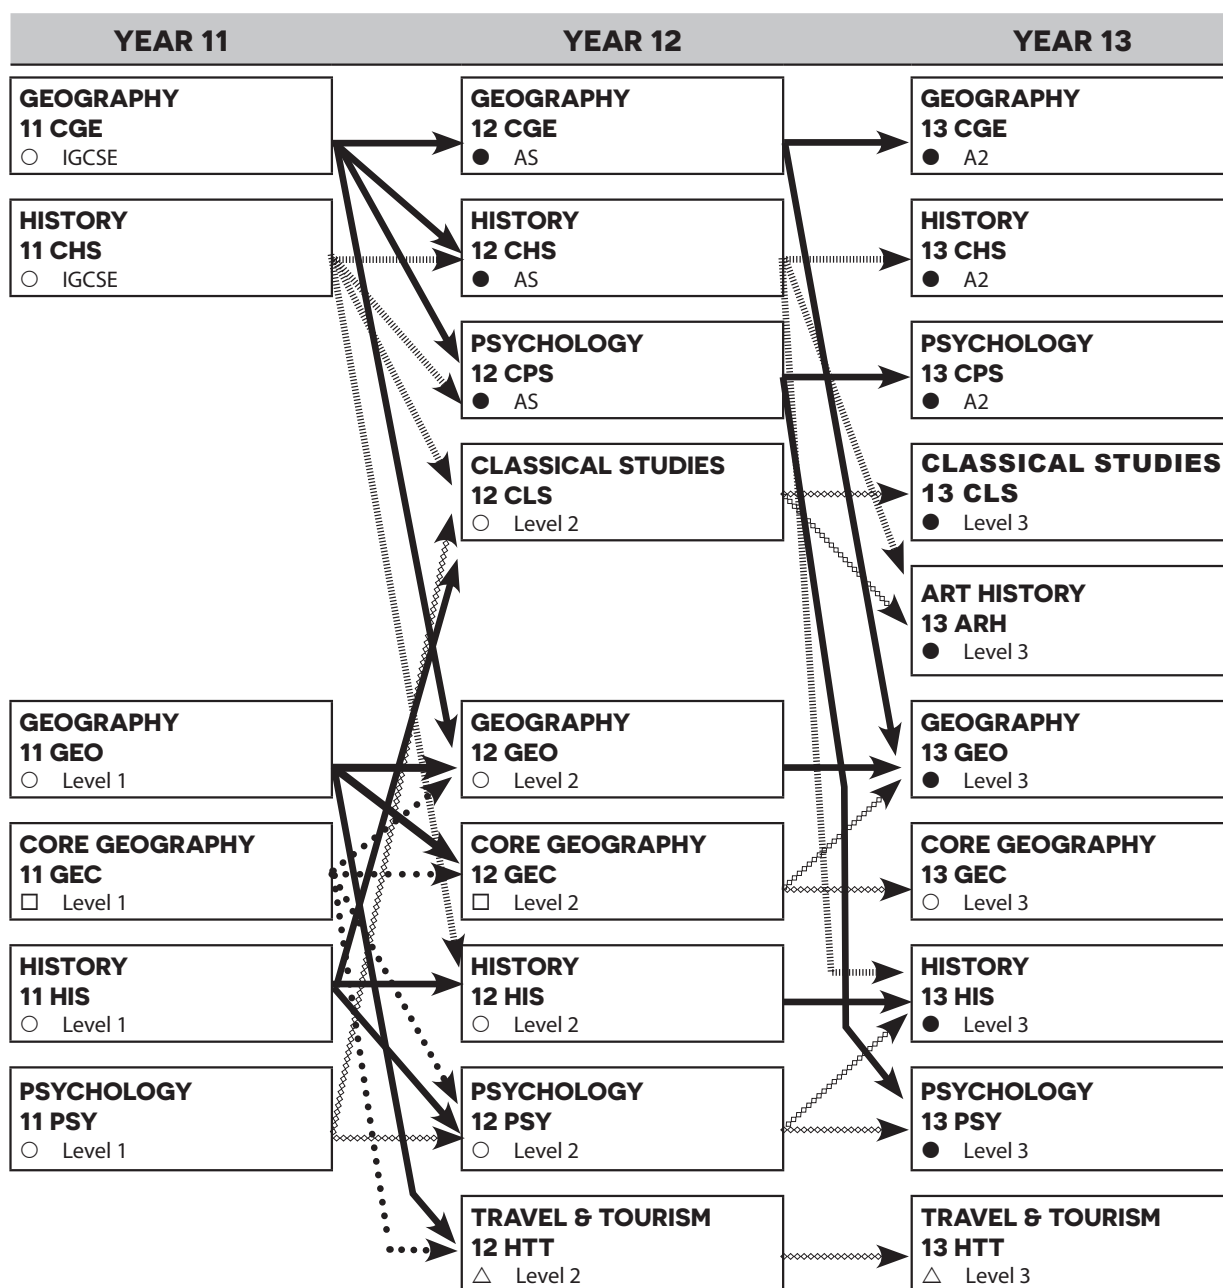 YEAR 11
YEAR 12
YEAR 13
GEOGRAPHY
11 CGE
○ IGCSE
GEOGRAPHY
12 CGE
● AS
GEOGRAPHY
13 CGE
● A2
HISTORY
11 CHS
○ IGCSE
HISTORY
12 CHS
● AS
HISTORY
13 CHS
● A2
PSYCHOLOGY
12 CPS
● AS
PSYCHOLOGY
13 CPS
● A2
CLASSICAL STUDIES
12 CLS
○ Level 2
CLASSICAL STUDIES
13 CLS
● Level 3
ART HISTORY
13 ARH
● Level 3
GEOGRAPHY
11 GEO
○ Level 1
GEOGRAPHY
12 GEO
○ Level 2
GEOGRAPHY
13 GEO
● Level 3
CORE GEOGRAPHY
11 GEC
□ Level 1
CORE GEOGRAPHY
12 GEC
□ Level 2
CORE GEOGRAPHY
13 GEC
○ Level 3
HISTORY
11 HIS
○ Level 1
HISTORY
12 HIS
○ Level 2
HISTORY
13 HIS
● Level 3
PSYCHOLOGY
11 PSY
○ Level 1
PSYCHOLOGY
12 PSY
○ Level 2
PSYCHOLOGY
13 PSY
● Level 3
TRAVEL & TOURISM
12 HTT
△ Level 2
TRAVEL & TOURISM
13 HTT
△ Level 3